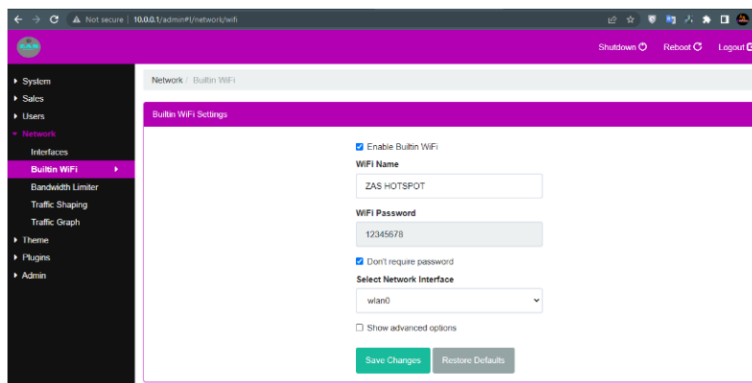 Not secure | 10.0.0.1/admin#!/network/wifi
ZAS
Shutdown Reboot Logout
System
Sales
Users
Network
Interfaces
Builtin WiFi
Bandwidth Limiter
Traffic Shaping
Traffic Graph
Theme
Plugins
Admin
Network / Builtin WiFi
Builtin WiFi Settings
Enable Builtin WiFi
WiFi Name
ZAS HOTSPOT
WiFi Password
12345678
Don't require password
Select Network Interface
wlan0
Show advanced options
Save Changes Restore Defaults